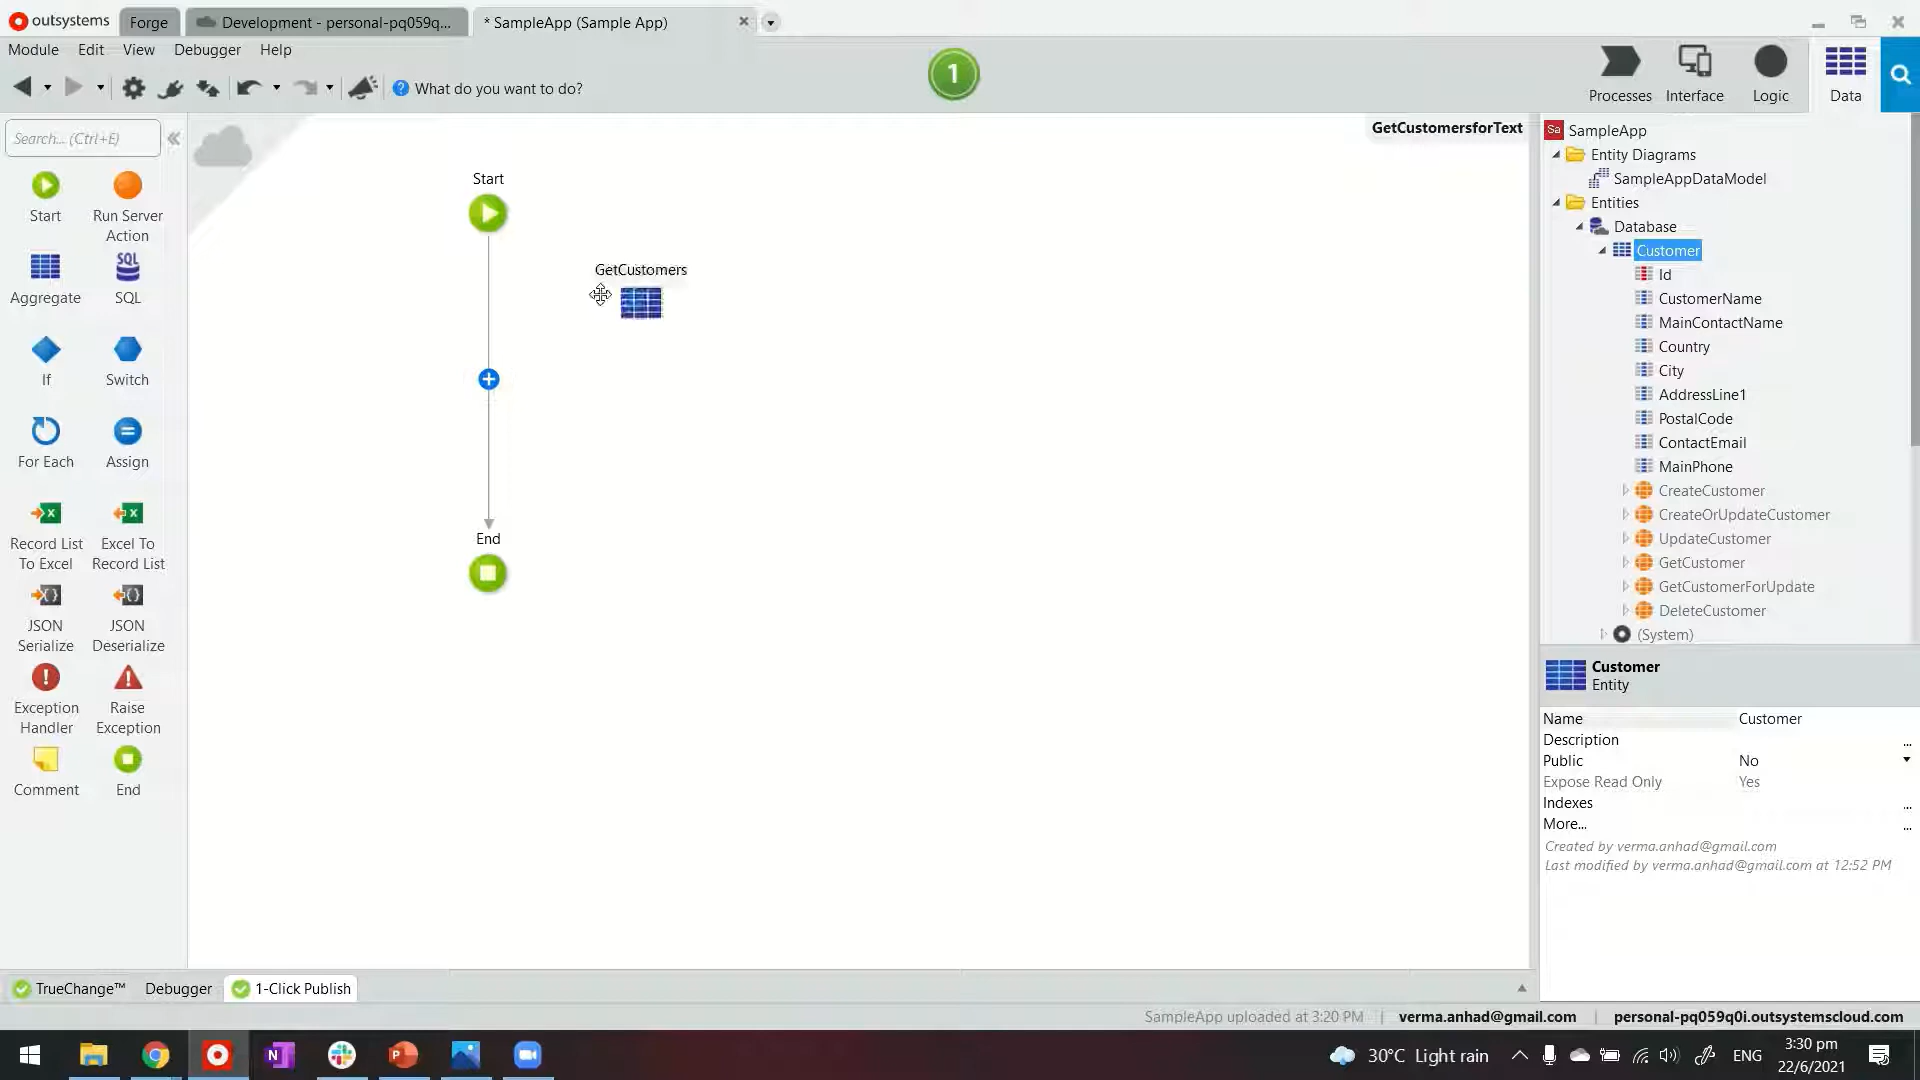 outsystems
Forge
Development - personal-pq059q...
* SampleApp (Sample App)
Module Edit View Debugger Help
What do you want to do?
1
Processes
Interface
Logic
Data
Search... (Ctrl+E)
Start
Run Server
Action
Aggregate
SQL
SQL
If
Switch
For Each
Assign
Record List
To Excel
Excel To
Record List
JSON
Serialize
JSON
Deserialize
Exception
Handler
Raise
Exception
Comment
End
GetCustomersforText
Start
GetCustomers
End
Sa
SampleApp
Entity Diagrams
SampleAppDataModel
Entities
Database
Customer
Id
CustomerName
MainContactName
Country
City
AddressLine1
PostalCode
ContactEmail
MainPhone
CreateCustomer
CreateOrUpdateCustomer
UpdateCustomer
GetCustomer
GetCustomerForUpdate
DeleteCustomer
(System)
Customer
Entity
Name Customer
Description ...
Public No
Expose Read Only Yes
Indexes ...
More... ...
Created by verma.anhad@gmail.com
Last modified by verma.anhad@gmail.com at 12:52 PM
TrueChange™
Debugger
1-Click Publish
SampleApp uploaded at 3:20 PM | verma.anhad@gmail.com | personal-pq059q0i.outsystemscloud.com
30°C Light rain
ENG
3:30 pm
22/6/2021